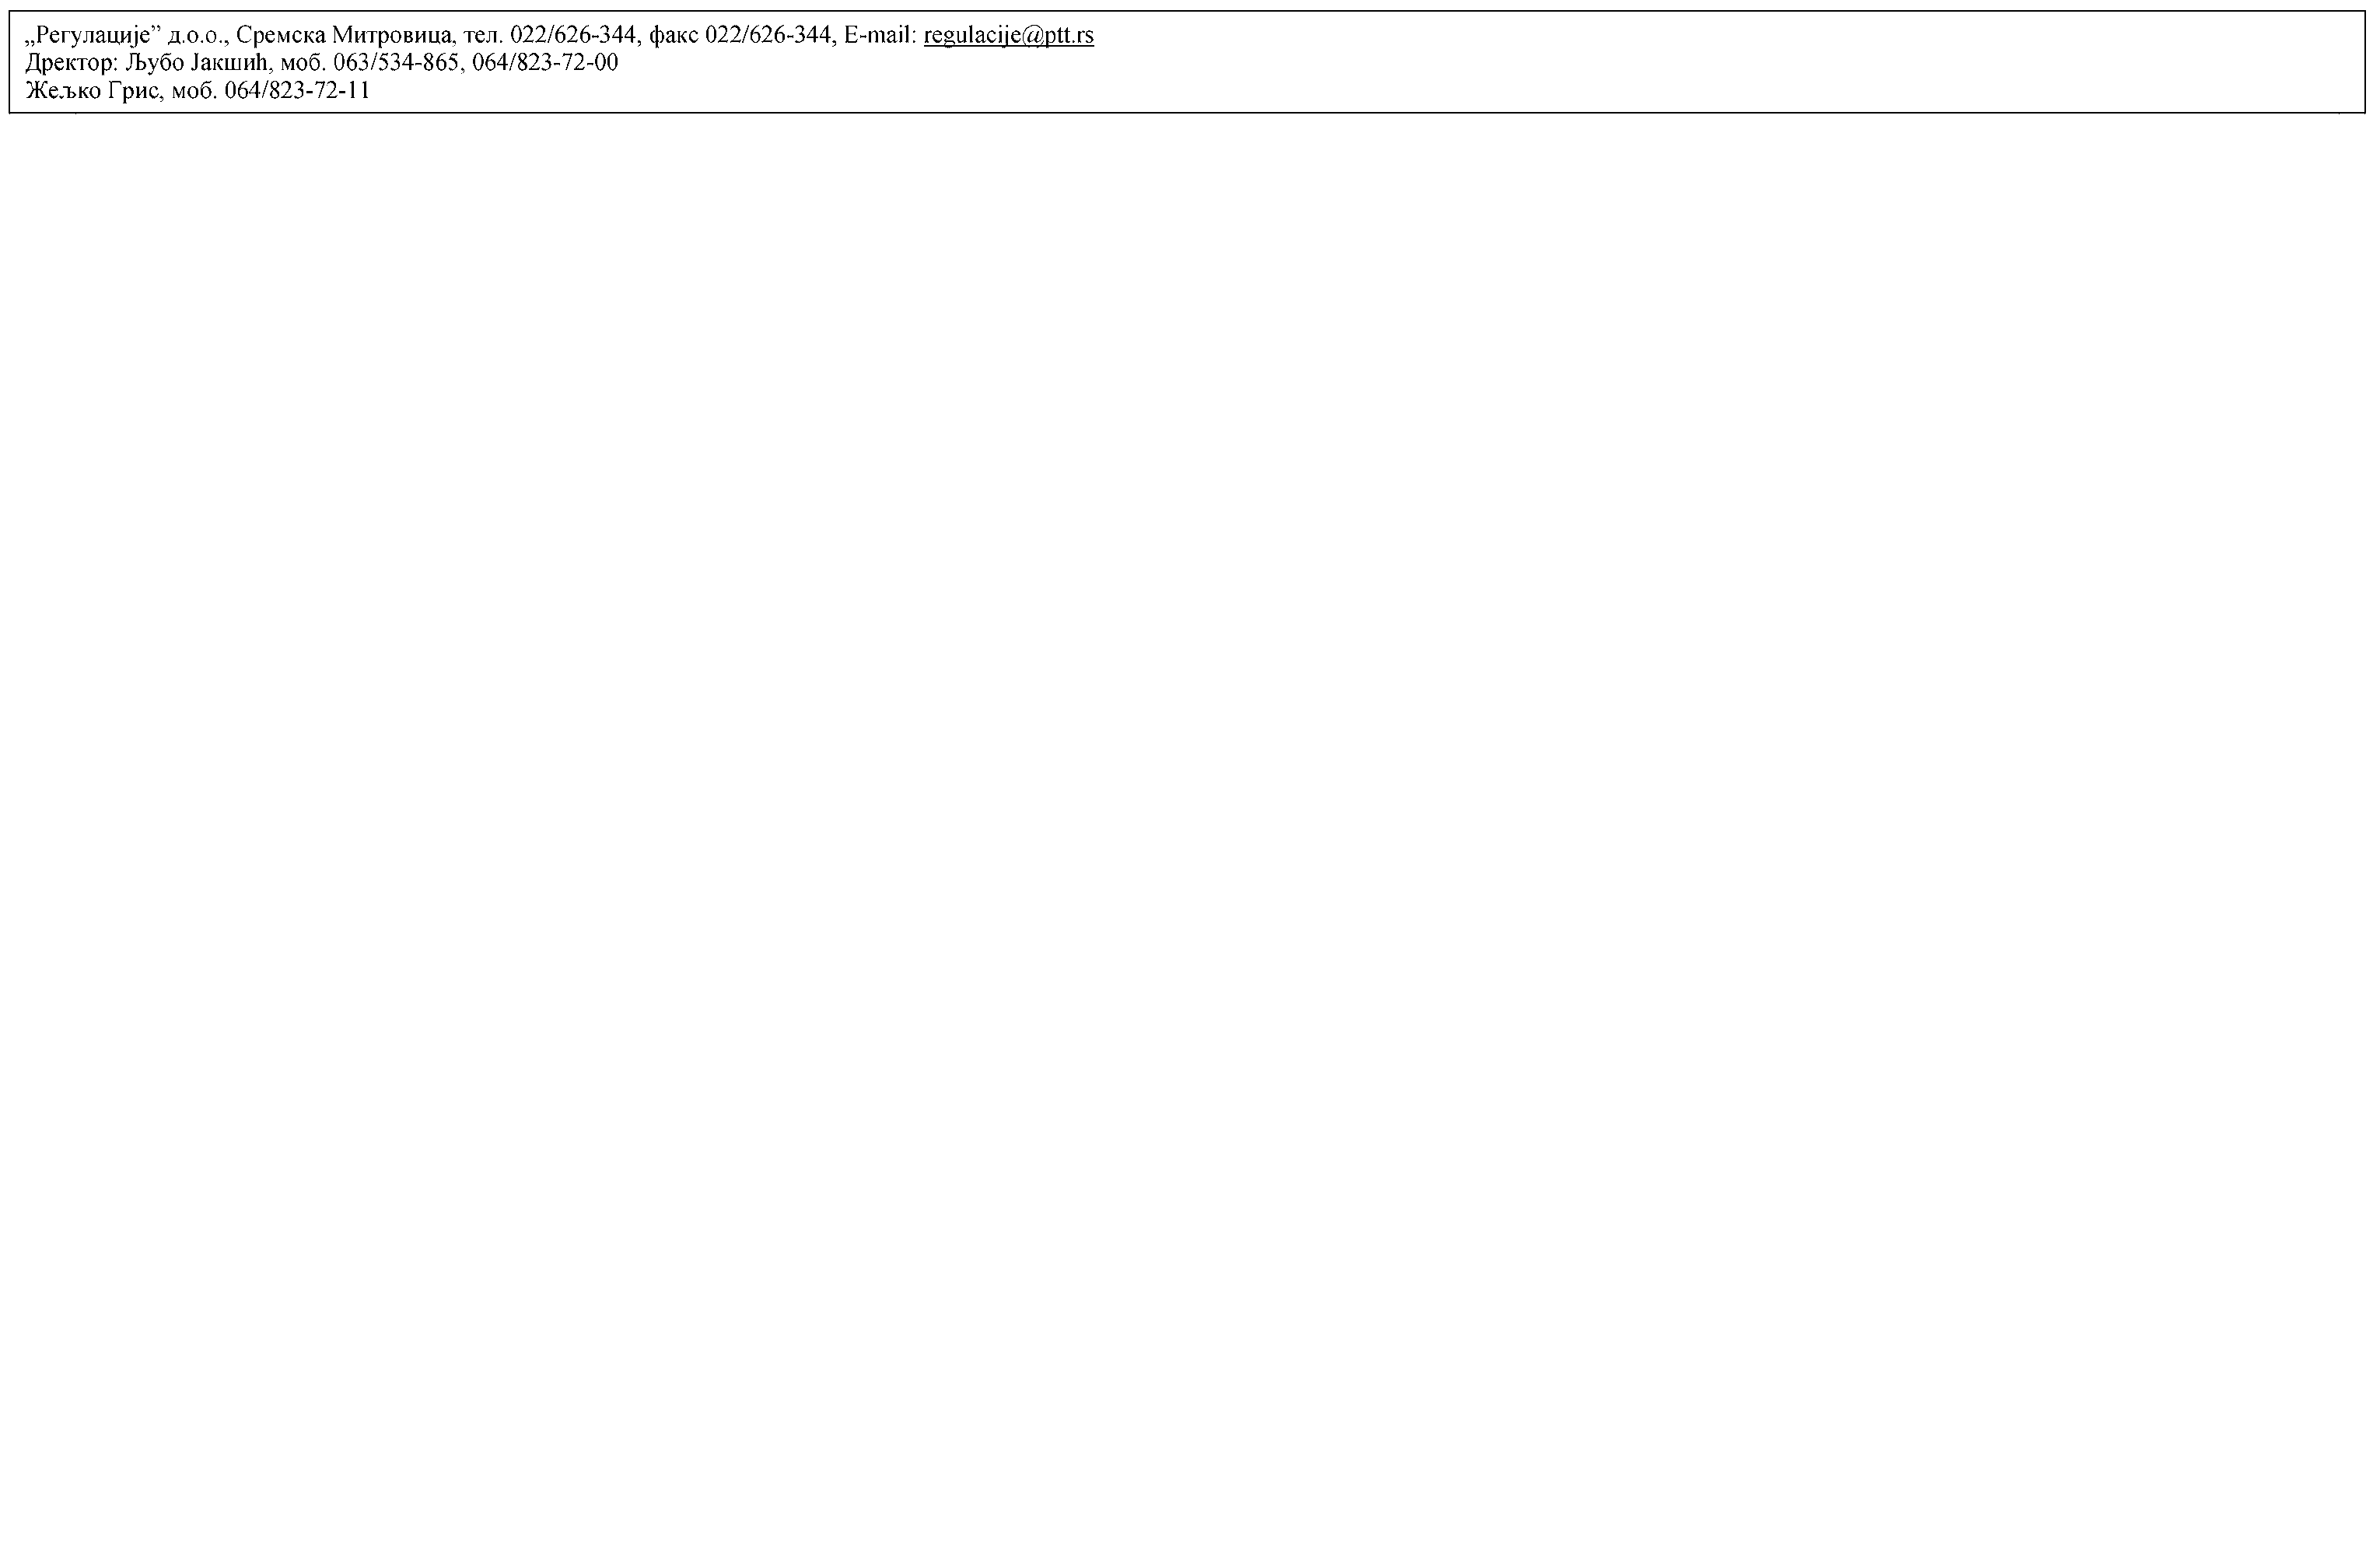 „Регулације” д.о.о., Сремска Митровица, тел. 022/626-344, факс 022/626-344, E-mail: regulacije@ptt.rs
Дректор: Љубо Јакшић, моб. 063/534-865, 064/823-72-00
Жељко Грис, моб. 064/823-72-11